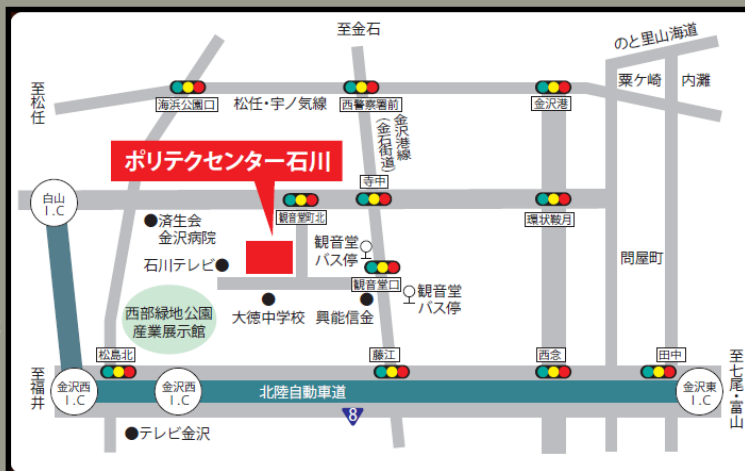 至金石
のと里山海道
至松任
海浜公園口
松任・宇ノ気線
西警察署前
金沢港
粟ケ崎
内灘
金沢港線
(金石街道)
ポリテクセンター石川
寺中
白山
I.C
観音堂町北
環状鞍月
済生会
金沢病院
石川テレビ
観音堂
バス停
観音堂口
観音堂
バス停
問屋町
大徳中学校
興能信金
西部緑地公園
産業展示館
松島北
藤江
西念
田中
至福井
金沢西
I.C
金沢西
I.C
北陸自動車道
金沢東
I.C
至七尾・富山
8
テレビ金沢